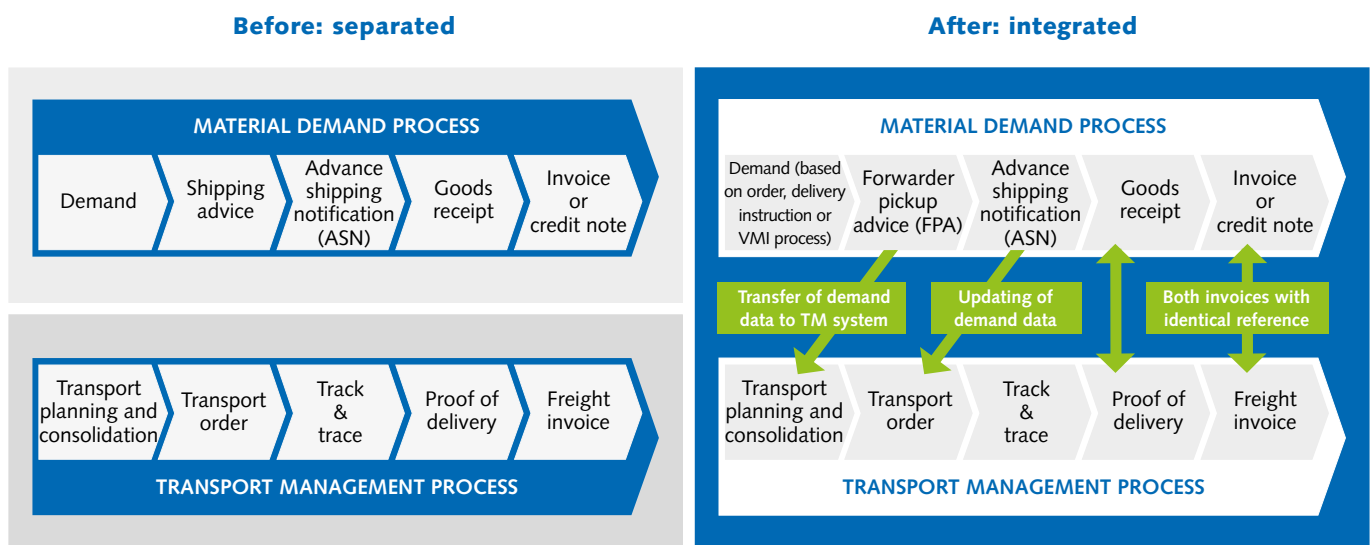 Before: separated
MATERIAL DEMAND PROCESS
Demand
Shipping
advice
Advance
shipping
notification
(ASN)
Goods
receipt
Invoice
or
credit note
Transport
planning and
consolidation
Transport
order
Track
&
trace
Proof of
delivery
Freight
invoice
TRANSPORT MANAGEMENT PROCESS
After: integrated
MATERIAL DEMAND PROCESS
Demand (based
on order, delivery
instruction or
VMI process)
Forwarder
pickup
advice (FPA)
Advance
shipping
notification
(ASN)
Goods
receipt
Invoice
or
credit note
Transfer of demand
data to TM system
Updating of
demand data
Both invoices with
identical reference
Transport
planning and
consolidation
Transport
order
Track
&
trace
Proof of
delivery
Freight
invoice
TRANSPORT MANAGEMENT PROCESS